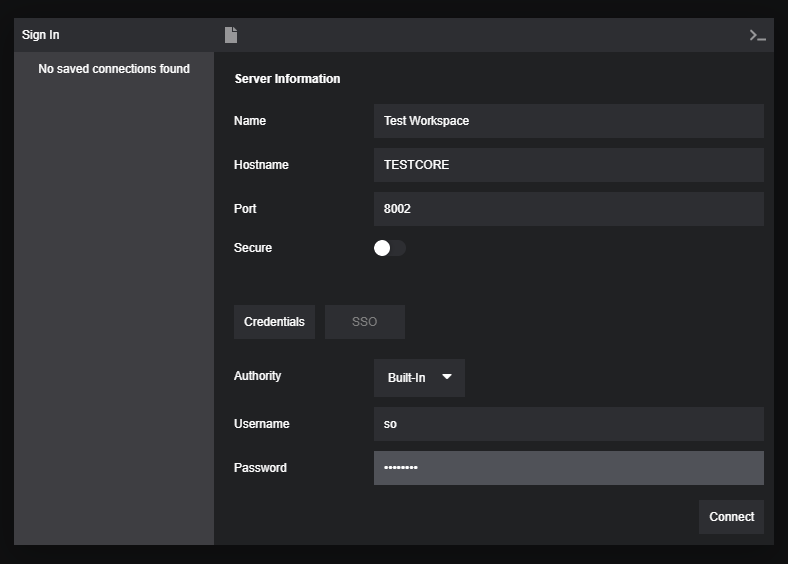 Sign In
No saved connections found
Server Information
Name
Test Workspace
Hostname
TESTCORE
Port
8002
Secure
Credentials
SSO
Authority
Built-In
Username
so
Password
••••••••
Connect